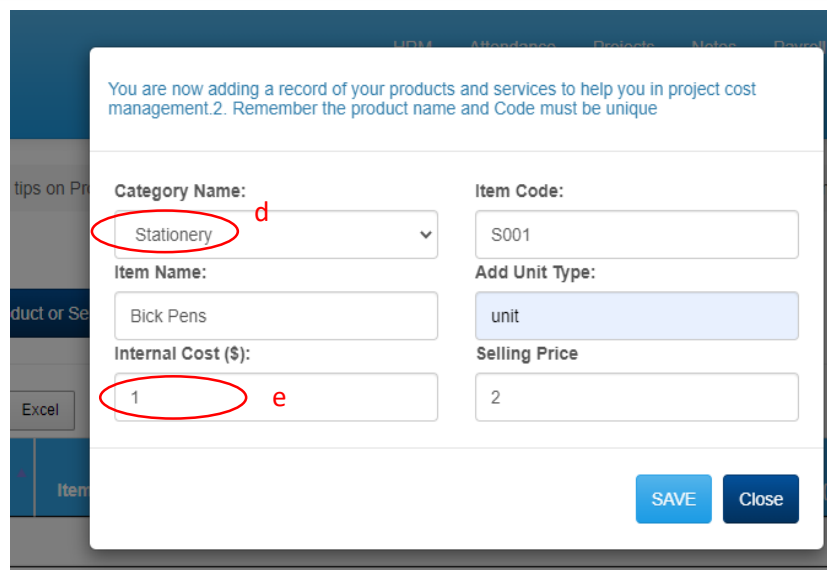 HRM Attendance Projects Notes Payroll
You are now adding a record of your products and services to help you in project cost
management.2. Remember the product name and Code must be unique
tips on Pr
Category Name:
Item Code:
d
Stationery
S001
Item Name:
Add Unit Type:
duct or Se
Bick Pens
unit
Internal Cost ($):
Selling Price
1
e
2
Excel
Item
SAVE
Close